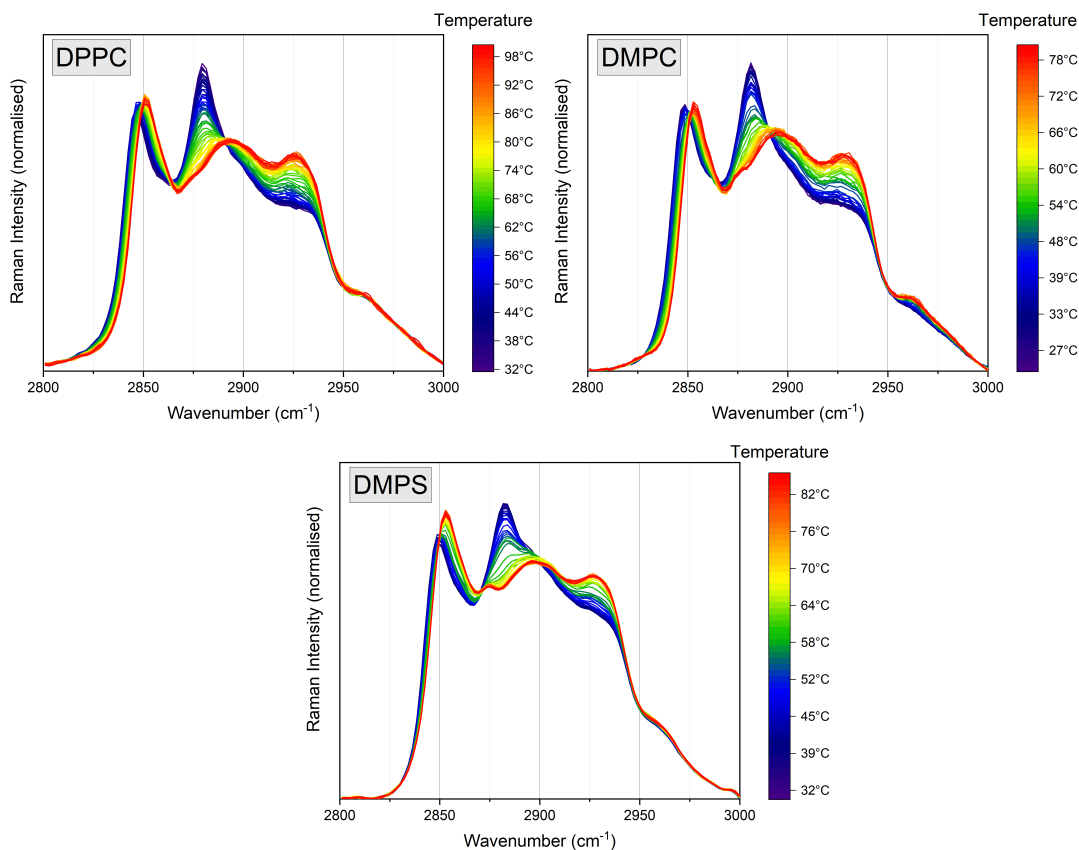 Temperature
DPPC
Raman Intensity (normalised)
98°C
92°C
86°C
80°C
74°C
68°C
62°C
56°C
50°C
44°C
38°C
32°C
2800
2850
2900
2950
3000
Wavenumber (cm-1)
Temperature
DMPC
Raman Intensity (normalised)
78°C
72°C
66°C
60°C
54°C
48°C
39°C
33°C
27°C
2800
2850
2900
2950
3000
Wavenumber (cm-1)
Temperature
DMPS
Raman Intensity (normalised)
82°C
76°C
70°C
64°C
58°C
52°C
45°C
39°C
32°C
2800
2850
2900
2950
3000
Wavenumber (cm-1)